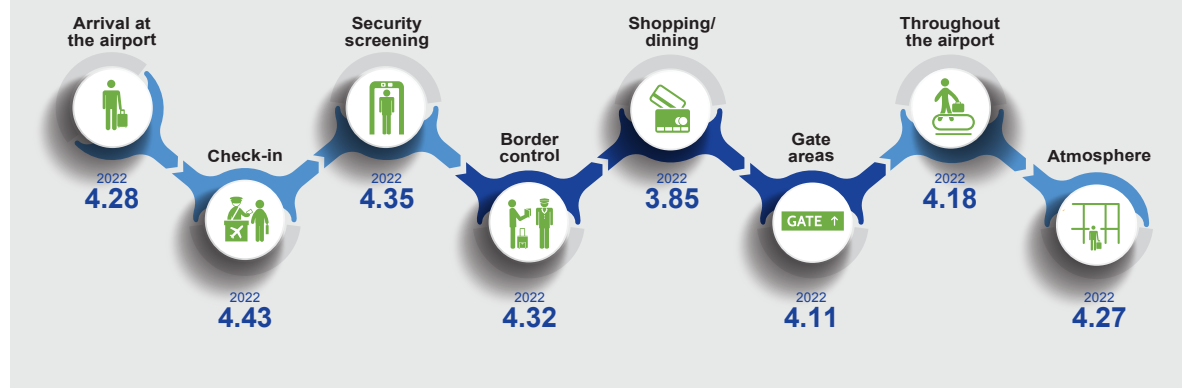 Arrival at
the airport
2022
4.28
Check-in
2022
4.43
Security
screening
2022
4.35
Border
control
2022
4.32
Shopping/
dining
2022
3.85
Gate
areas
GATE ↑
2022
4.11
Throughout
the airport
2022
4.18
Atmosphere
2022
4.27